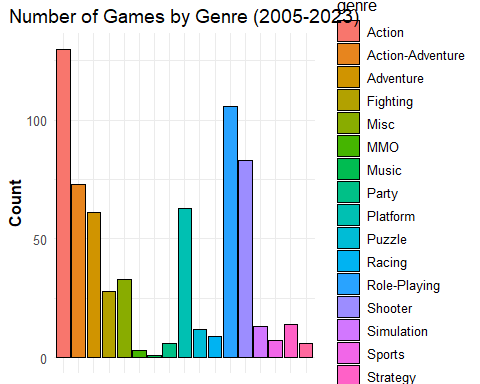 Number of Games by Genre (2005-2023)
genre
Action
Action-Adventure
Adventure
Fighting
Misc
MMO
Music
Party
Platform
Puzzle
Racing
Role-Playing
Shooter
Simulation
Sports
Strategy
Count
100
50
0